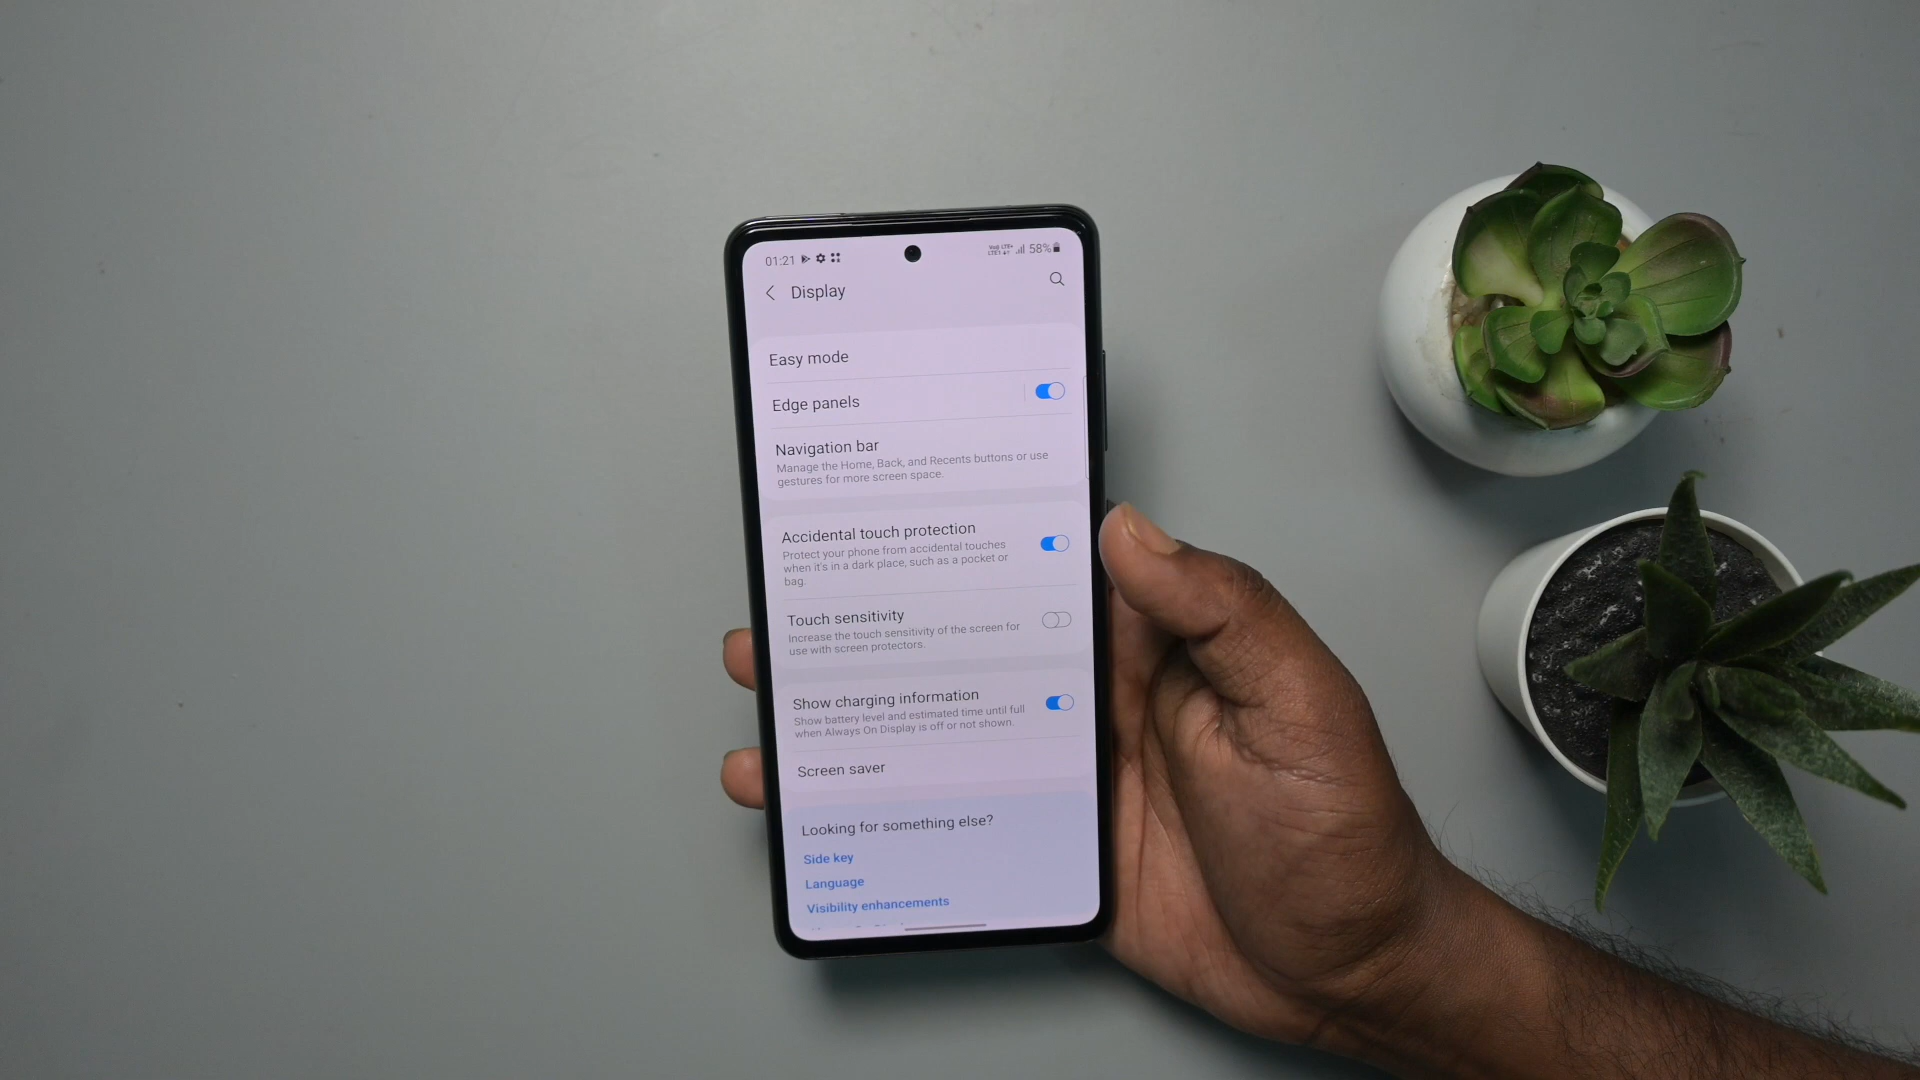 01:21
58%
Display
Easy mode
Edge panels
Navigation bar
Manage the Home, Back, and Recents buttons or use
gestures for more screen space.
Accidental touch protection
Protect your phone from accidental touches
when it's in a dark place, such as a pocket or
bag.
Touch sensitivity
Increase the touch sensitivity of the screen for
use with screen protectors.
Show charging information
Show battery level and estimated time until full
when Always On Display is off or not shown.
Screen saver
Looking for something else?
Side key
Language
Visibility enhancements